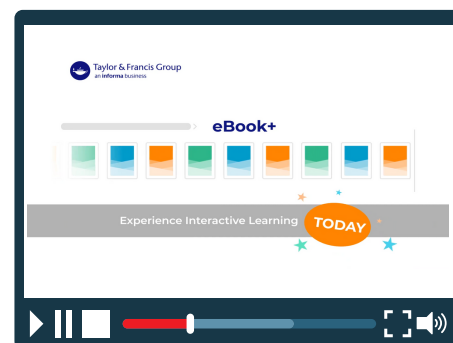 Taylor & Francis Group
an informa business
eBook+
Experience Interactive Learning
TODAY